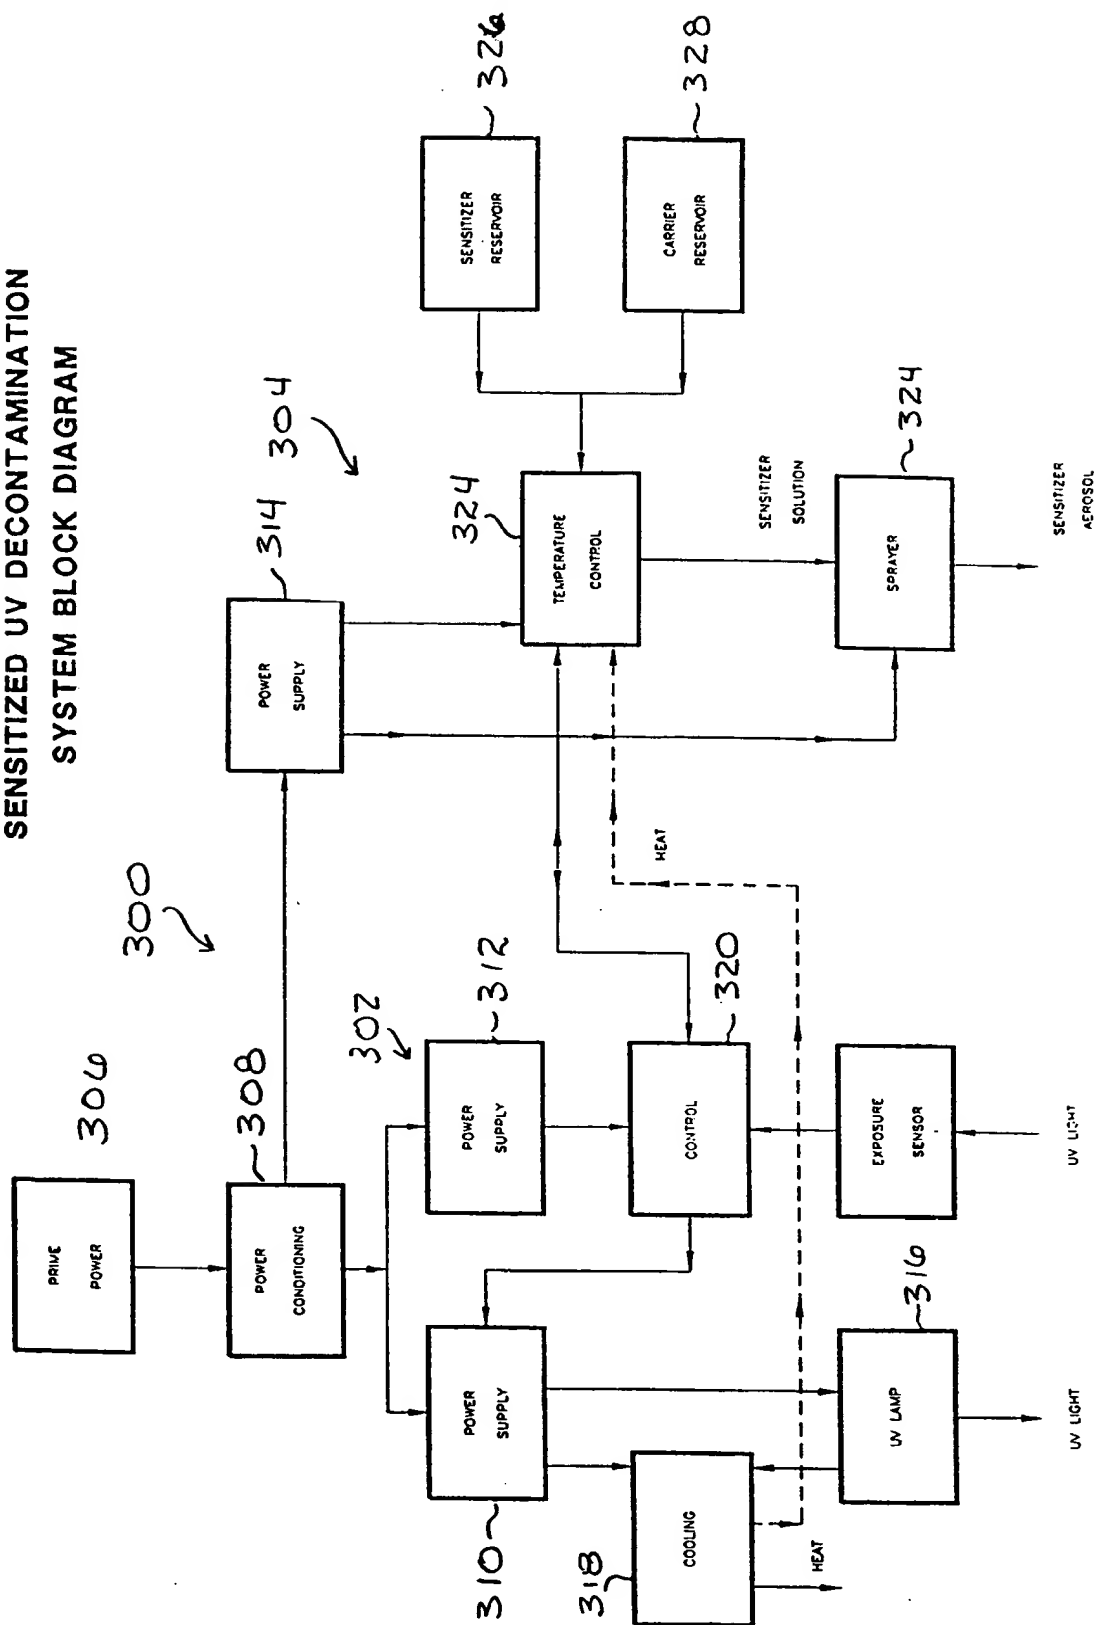 SENSITIZED UV DECONTAMINATION
SYSTEM BLOCK DIAGRAM
300
306
PRIME
POWER
308
POWER
CONDITIONING
314
POWER
SUPPLY
304
302
310
POWER
SUPPLY
312
POWER
SUPPLY
324
TEMPERATURE
CONTROL
SENSITIZER
RESERVOIR
326
CARRIER
RESERVOIR
328
318
COOLING
HEAT
CONTROL
320
HEAT
SENSITIZER
SOLUTION
UV LAMP
316
EXPOSURE
SENSOR
SPRAYER
324
UV LIGHT
UV LIGHT
SENSITIZER
AEROSOL